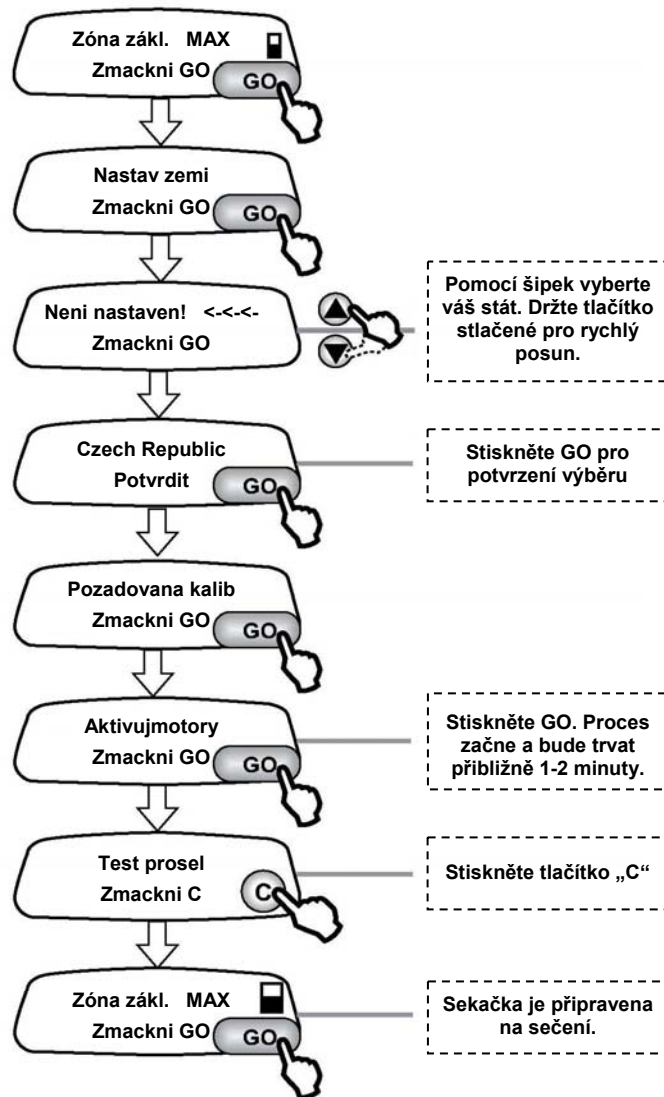 Zóna zákl. MAX
Zmackni GO
GO
Nastav zemi
Zmackni GO
GO
Neni nastaven! <-<-<-
Zmackni GO
Pomocí šipek vyberte
váš stát. Držte tlačítko
stlačené pro rychlý
posun.
Czech Republic
Potvrdit
GO
Stiskněte GO pro
potvrzení výběru
Pozadovana kalib
Zmackni GO
GO
Aktivujmotory
Zmackni GO
GO
Stiskněte GO. Proces
začne a bude trvat
přibližně 1-2 minuty.
Test prosel
Zmackni C
C
Stiskněte tlačítko „C“
Zóna zákl. MAX
Zmackni GO
GO
Sekačka je připravena
na sečení.